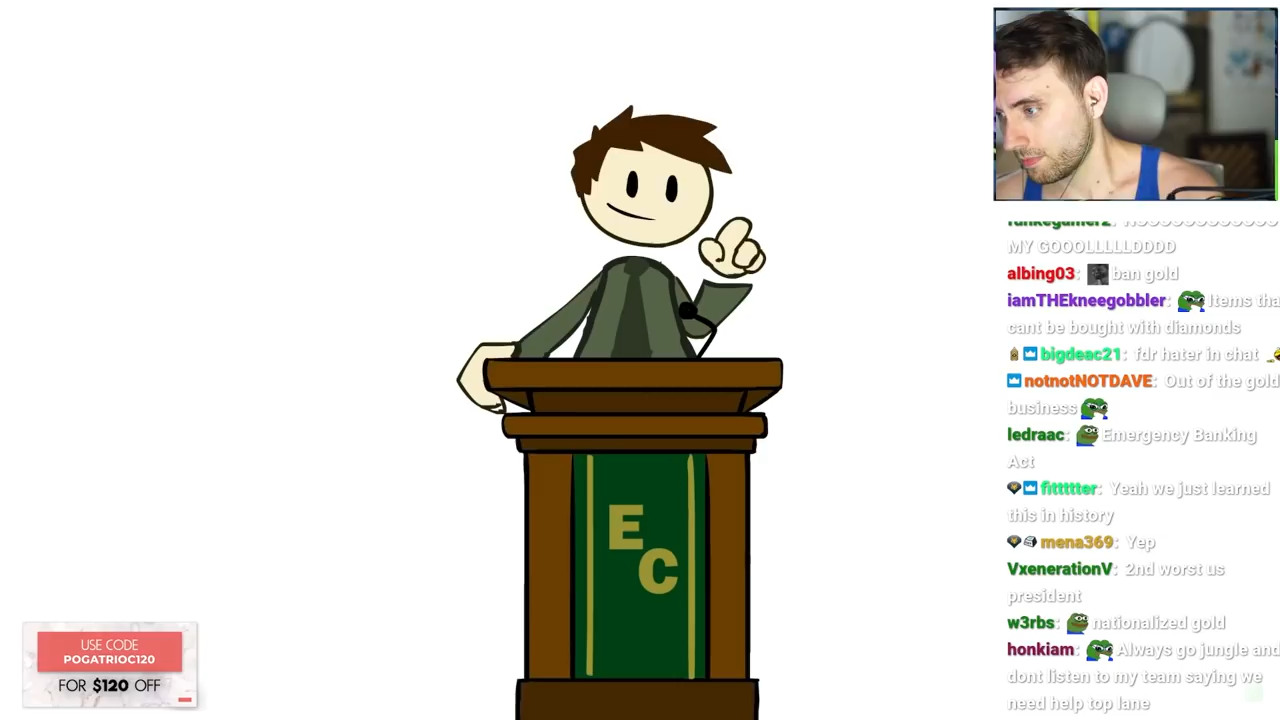 E
C
USE CODE
POGATRIOC120
FOR $120 OFF
MY GOOOLLLLLDDDD
albing03: ban gold
iamTHEkneegobbler: Items tha
cant be bought with diamonds
bigdeac21: fdr hater in chat
notnotNOTDAVE: Out of the gold
business
ledraac: Emergency Banking
Act
fittttter: Yeah we just learned
this in history
mena369: Yep
VxenerationV: 2nd worst us
president
w3rbs: nationalized gold
honkiam: Always go jungle and
dont listen to my team saying we
need help top lane